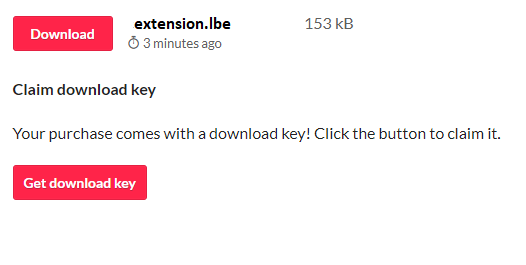 Download extension.lbe 153 kB
3 minutes ago
Claim download key
Your purchase comes with a download key! Click the button to claim it.
Get download key